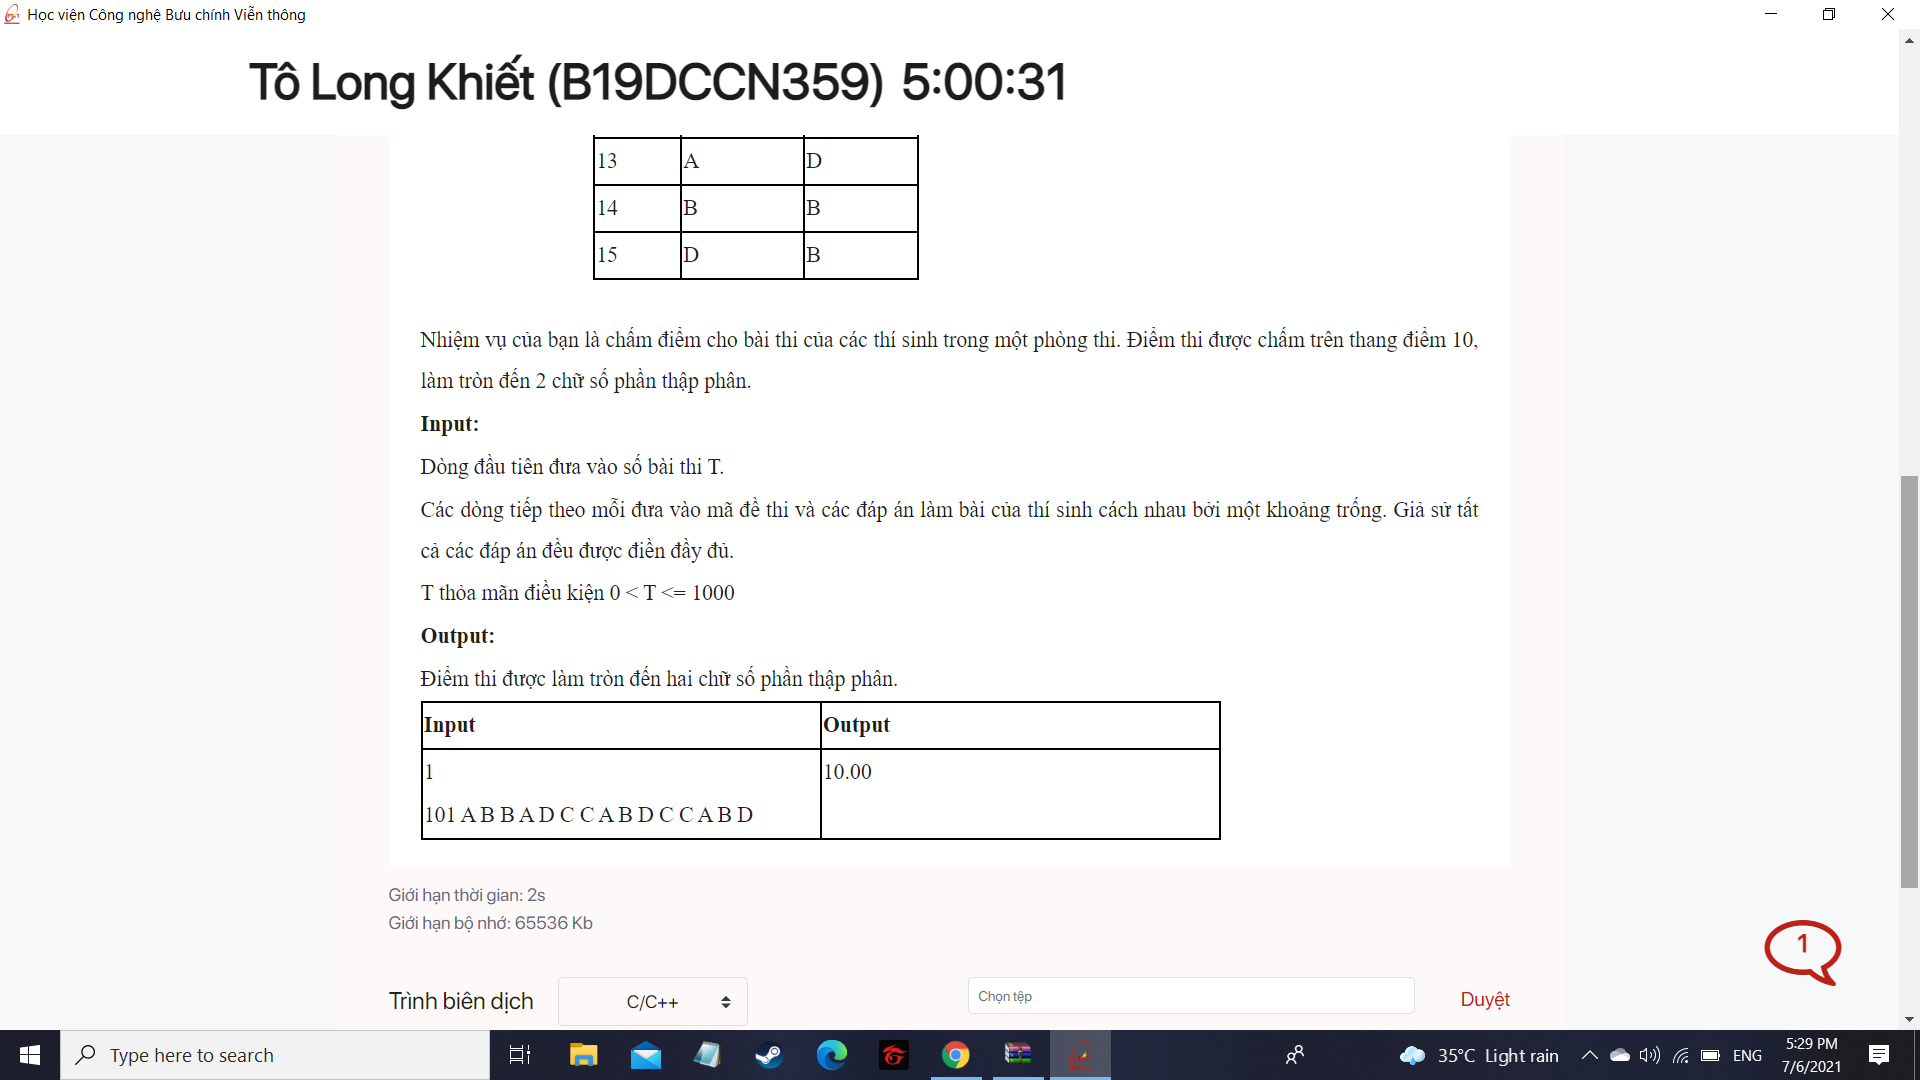 Học viện Công nghệ Bưu chính Viễn thông
Tô Long Khiết (B19DCCN359) 5:00:31
13 A D
14 B B
15 D B
Nhiệm vụ của bạn là chấm điểm cho bài thi của các thí sinh trong một phòng thi. Điểm thi được chấm trên thang điểm 10,
làm tròn đến 2 chữ số phần thập phân.
Input:
Dòng đầu tiên đưa vào số bài thi T.
Các dòng tiếp theo mỗi đưa vào mã đề thi và các đáp án làm bài của thí sinh cách nhau bởi một khoảng trống. Giả sử tất
cả các đáp án đều được điền đầy đủ.
T thỏa mãn điều kiện 0 < T <= 1000
Output:
Điểm thi được làm tròn đến hai chữ số phần thập phân.
Input Output
1 10.00
101 A B B A D C C A B D C C A B D
Giới hạn thời gian: 2s
Giới hạn bộ nhớ: 65536 Kb
1
Trình biên dịch C/C++ Chọn tệp Duyệt
Type here to search 35°C Light rain ENG 5:29 PM
7/6/2021